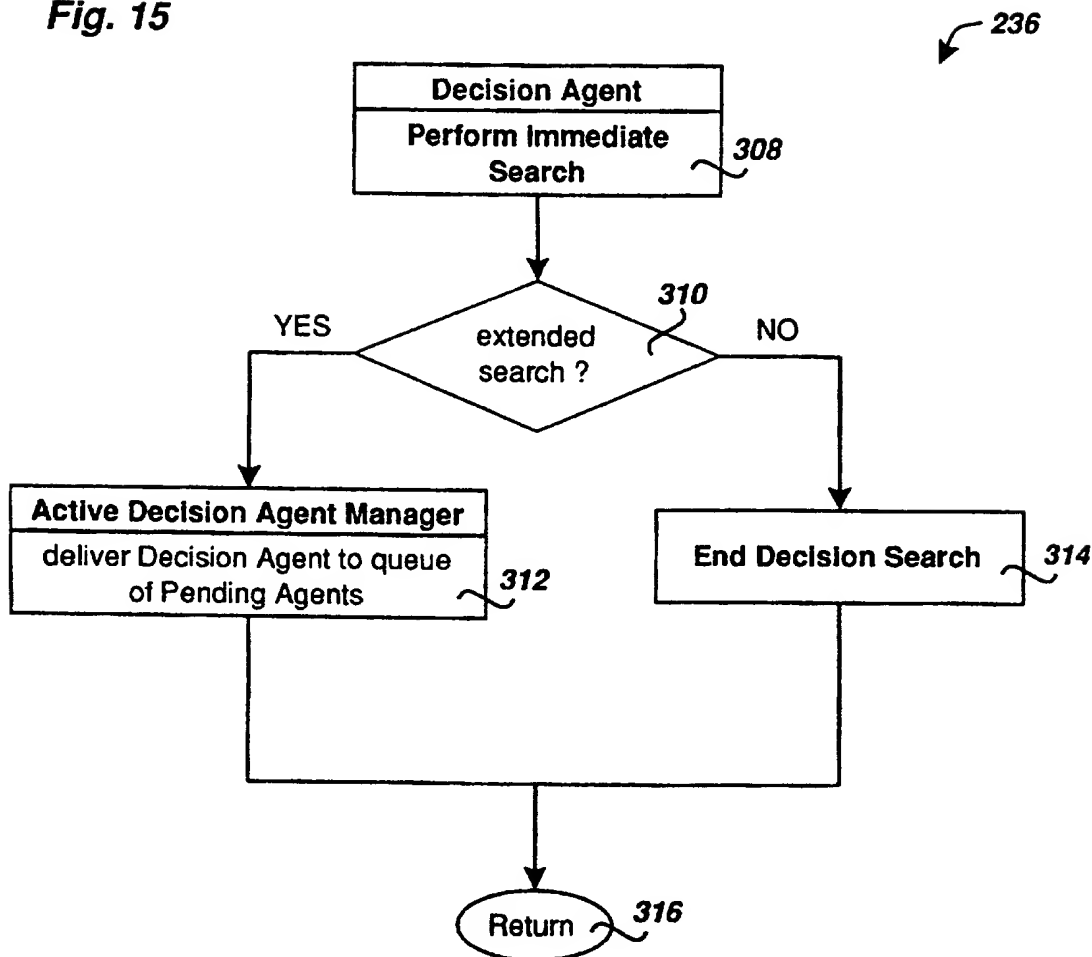 Fig. 15
236
Decision Agent
Perform Immediate
Search
308
310
YES
extended
search ?
NO
Active Decision Agent Manager
deliver Decision Agent to queue
of Pending Agents
312
End Decision Search
314
Return
316